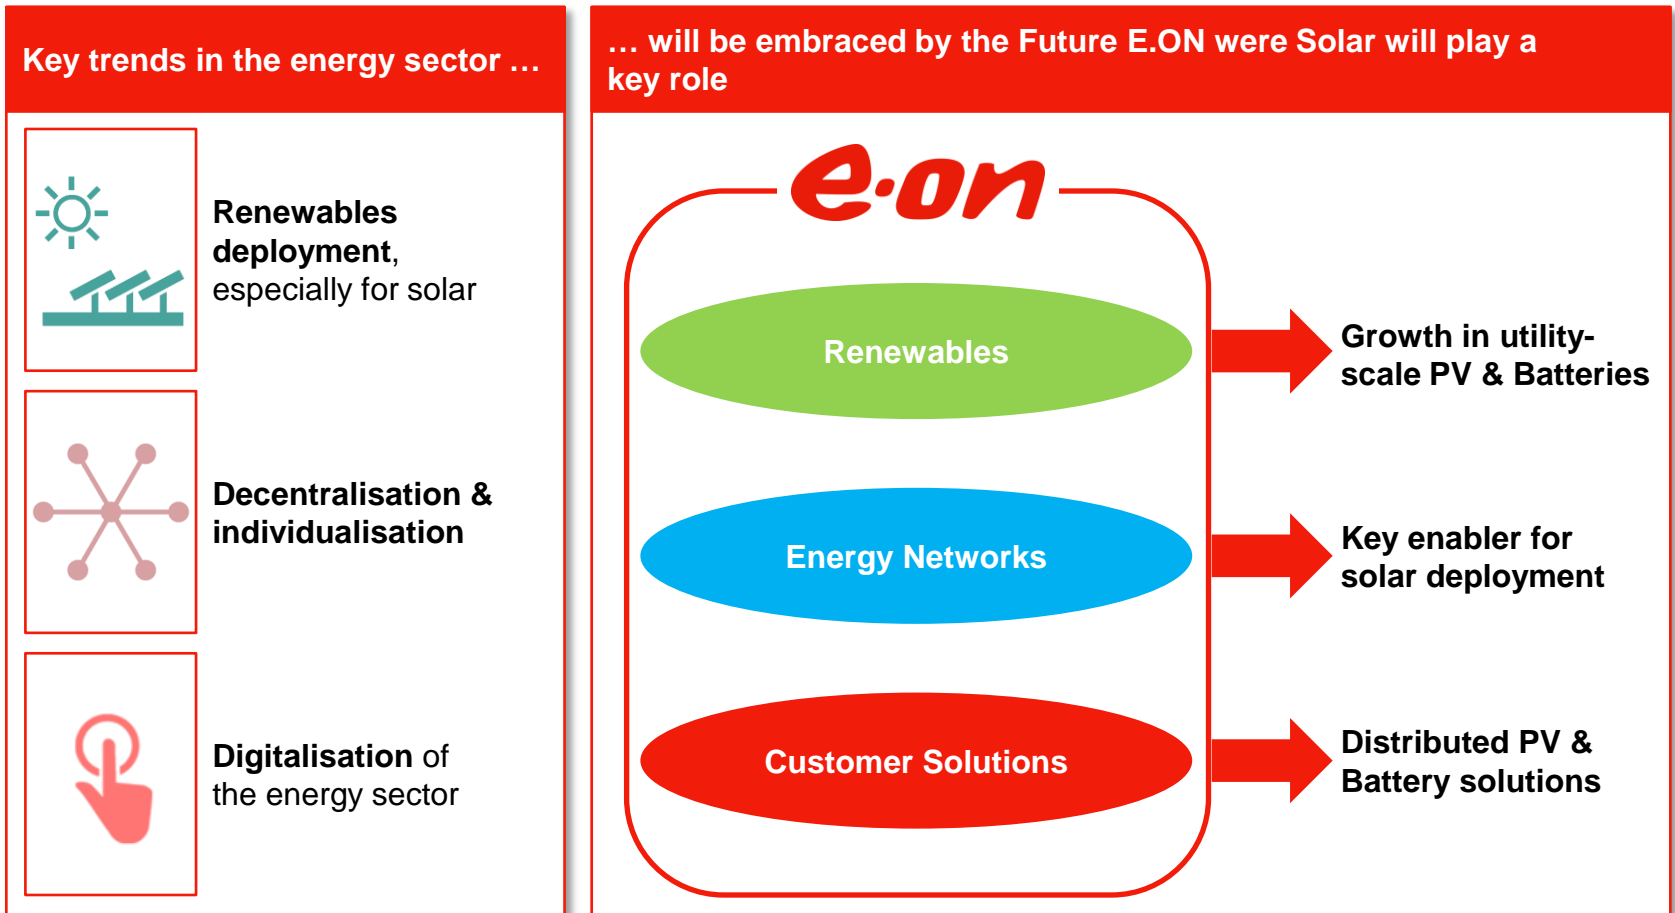 Key trends in the energy sector …
Renewables
deployment,
especially for solar
Decentralisation &
individualisation
Digitalisation of
the energy sector
… will be embraced by the Future E.ON were Solar will play a
key role
e·on
Renewables
Growth in utility-
scale PV & Batteries
Energy Networks
Key enabler for
solar deployment
Customer Solutions
Distributed PV &
Battery solutions